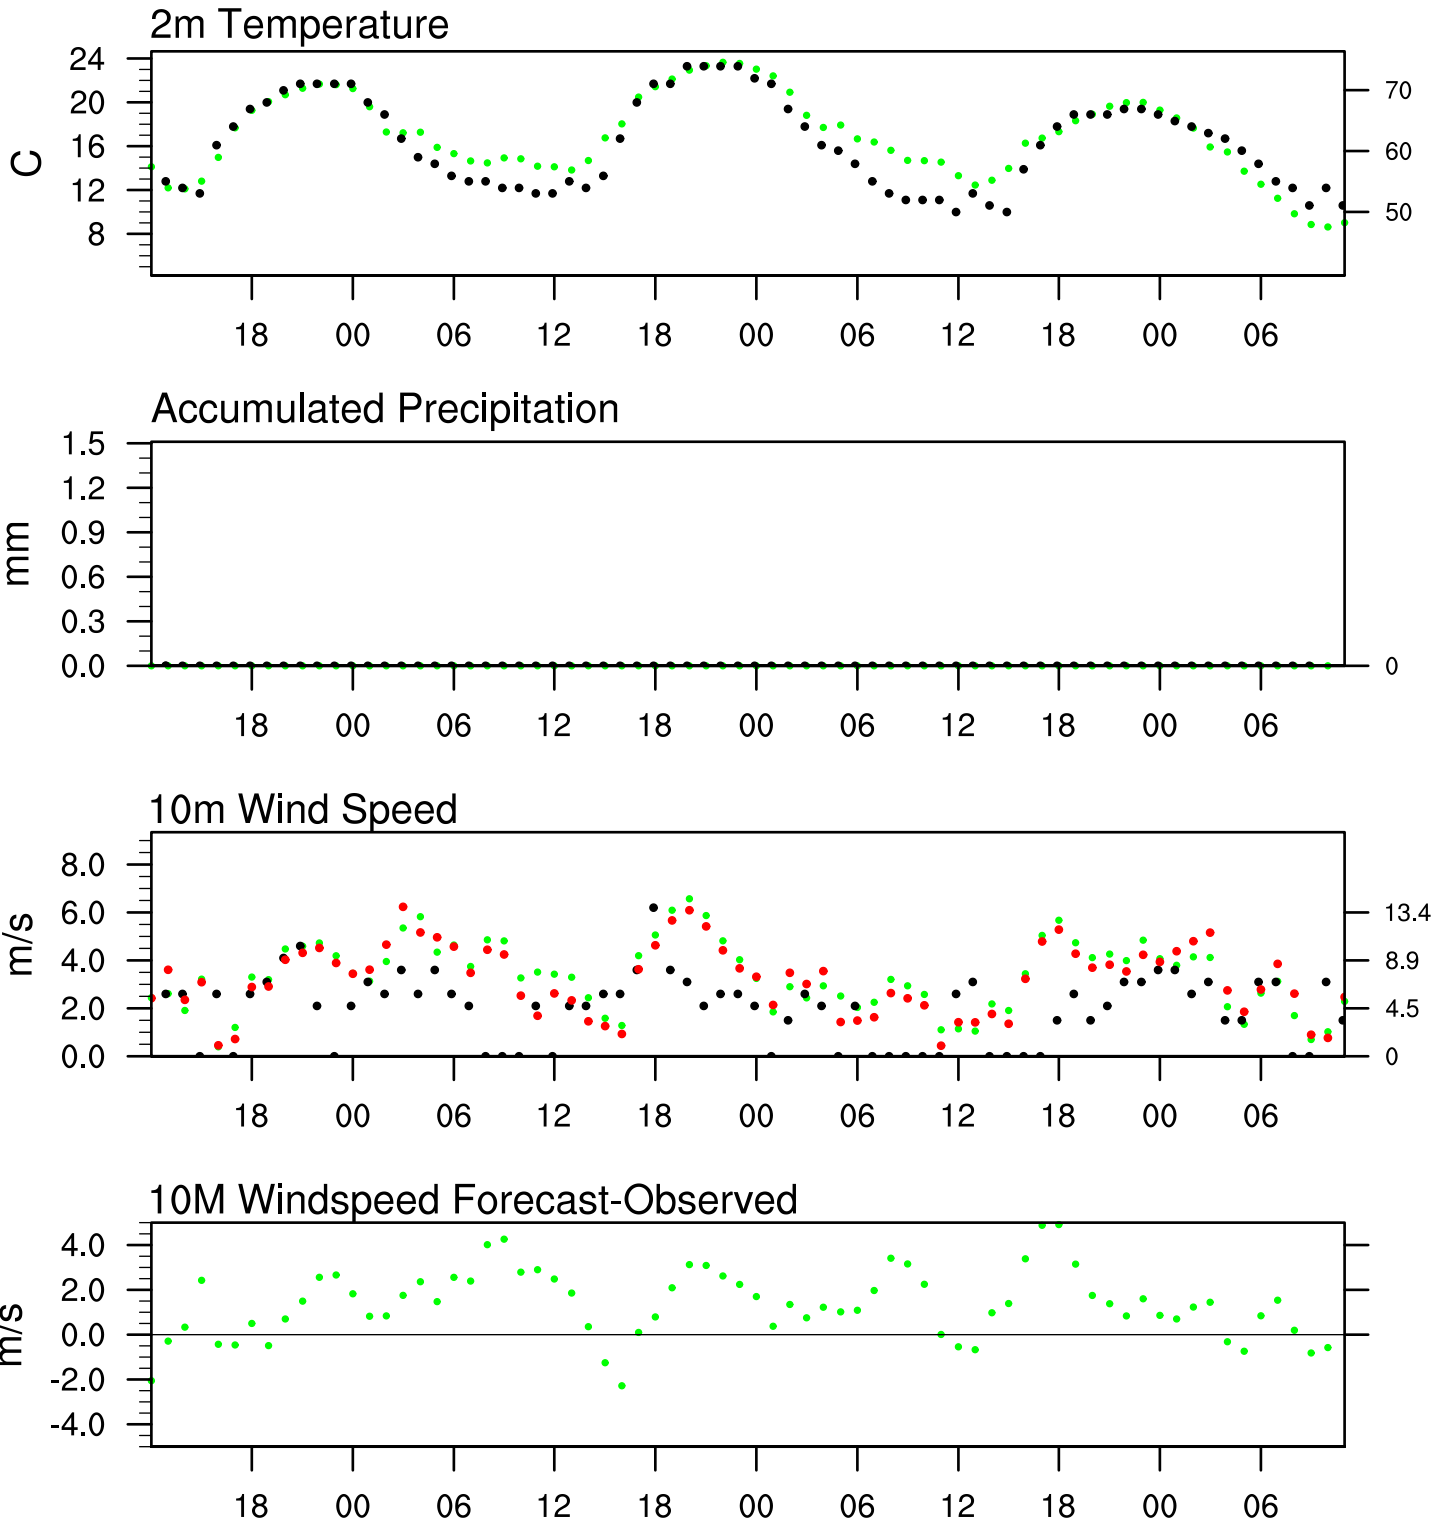 2m Temperature
24
20
16
12
8
C
70
60
50
18 00 06 12 18 00 06 12 18 00 06
Accumulated Precipitation
1.5
1.2
0.9
0.6
0.3
0.0
mm
0
18 00 06 12 18 00 06 12 18 00 06
10m Wind Speed
8.0
6.0
4.0
2.0
0.0
m/s
13.4
8.9
4.5
0
18 00 06 12 18 00 06 12 18 00 06
10M Windspeed Forecast-Observed
4.0
2.0
0.0
-2.0
-4.0
m/s
18 00 06 12 18 00 06 12 18 00 06